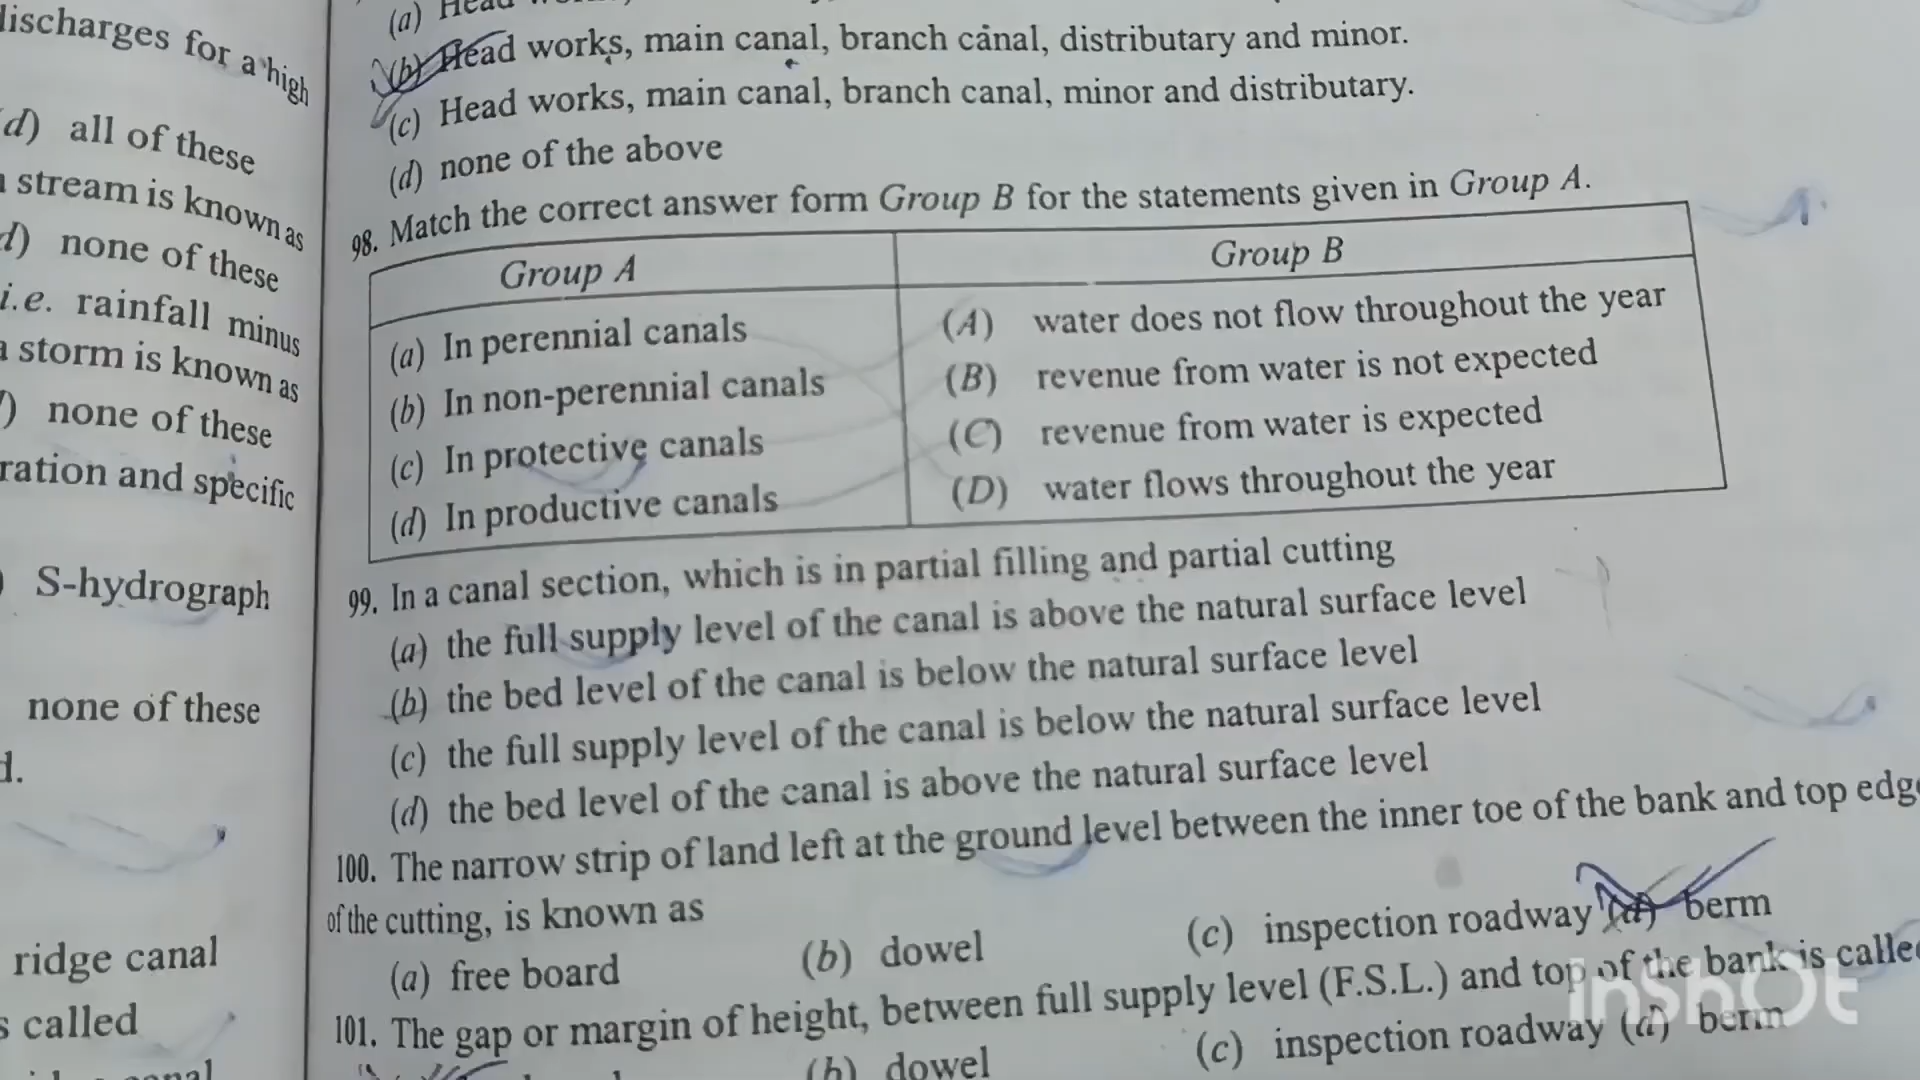 discharges for a high
(d) all of these
stream is known as
d) none of these
i.e. rainfall minus
a storm is known as
none of these
ration and specific
S-hydrograph
none of these
d.
ridge canal
s called
(a)
(b) Head works, main canal, branch canal, distributary and minor.
(c) Head works, main canal, branch canal, minor and distributary.
(d) none of the above
98. Match the correct answer form Group B for the statements given in Group A.
Group A Group B
(a) In perennial canals (A) water does not flow throughout the year
(b) In non-perennial canals (B) revenue from water is not expected
(c) In protective canals (C) revenue from water is expected
(d) In productive canals (D) water flows throughout the year
99. In a canal section, which is in partial filling and partial cutting
(a) the full supply level of the canal is above the natural surface level
(b) the bed level of the canal is below the natural surface level
(c) the full supply level of the canal is below the natural surface level
(d) the bed level of the canal is above the natural surface level
100. The narrow strip of land left at the ground level between the inner toe of the bank and top edge
of the cutting, is known as
(a) free board (b) dowel (c) inspection roadway (d) berm
101. The gap or margin of height, between full supply level (F.S.L.) and top of the bank is called
(b) dowel (c) inspection roadway (d) berm
inshOt